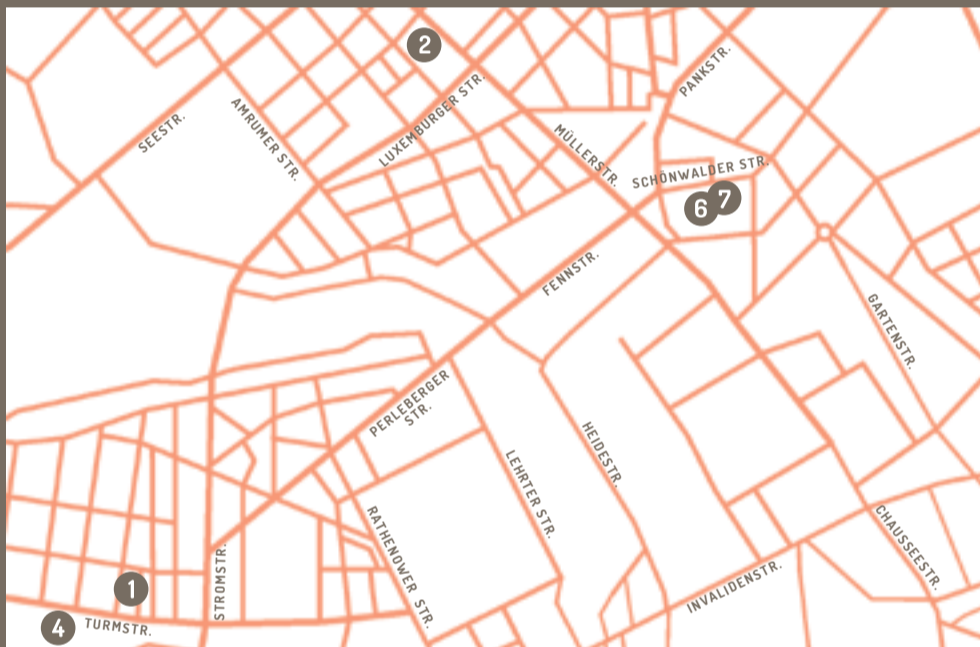 2
PANKSTR.
SEESTR.
AMRUMER STR.
LUXEMBURGER STR.
MÜLLERSTR.
SCHÖNWALDER STR.
6
7
FENNSTR.
GARTENSTR.
PERLEBERGER
STR.
HEIDESTR.
LEHRTER STR.
RATHENOWER STR.
CHAUSSEESTR.
STROMSTR.
INVALIDENSTR.
1
4
TURMSTR.